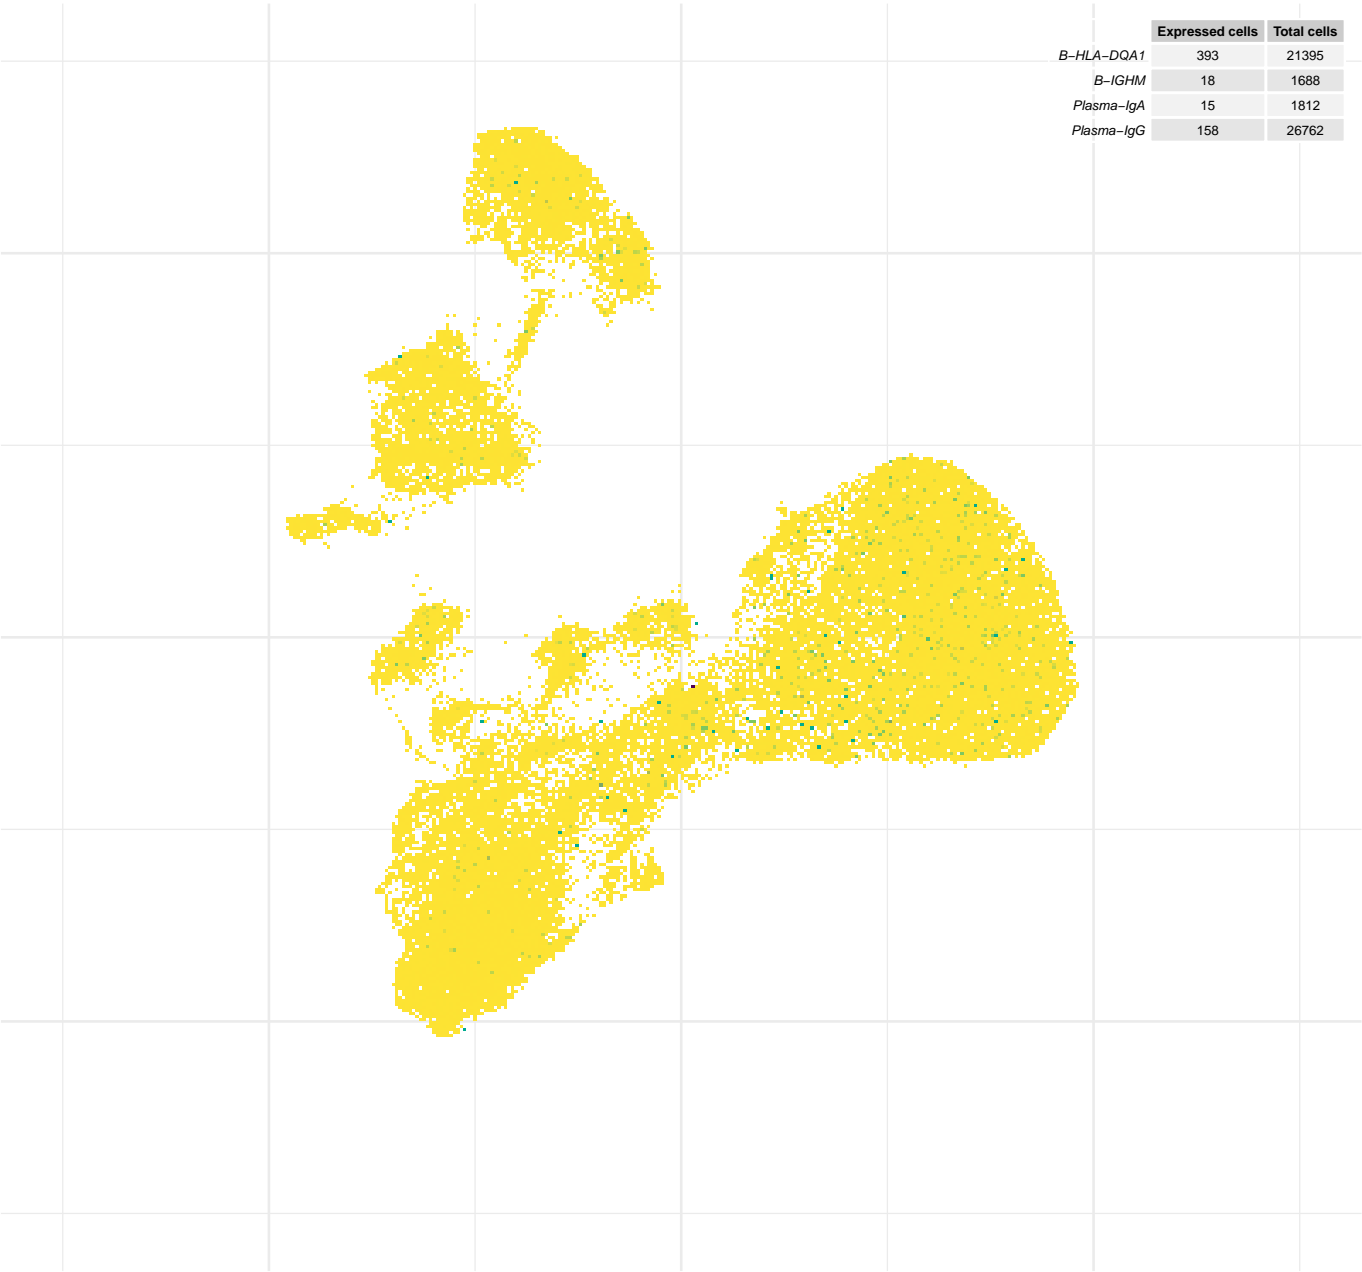 Expressed cells Total cells
B−HLA−DQA1 393 21395
B−IGHM 18 1688
Plasma−IgA 15 1812
Plasma−IgG 158 26762